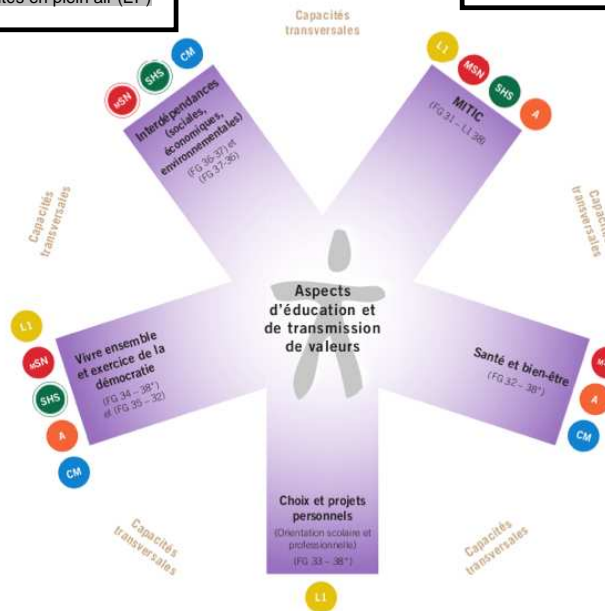 ités en plein air (EP)
Capacités
transversales
MSN
SHS
CM
Interdépendances
(sociales,
économiques,
environnementales)
(FG 36-37) et
(FG 37-36)
L1
MSN
SHS
A
MITIC
(FG 31 – L1 38)
Capacités
transversales
Capacités
transversales
Aspects
d'éducation et
de transmission
de valeurs
L1
MSN
SHS
A
CM
Vivre ensemble
et exercice de la
démocratie
(FG 34 – 38*)
et (FG 35 – 32)
Santé et bien-être
(FG 32 – 38*)
A
CM
Choix et projets
personnels
(Orientation scolaire et
professionnelle)
(FG 33 – 38*)
L1
Capacités
transversales
Capacités
transversales